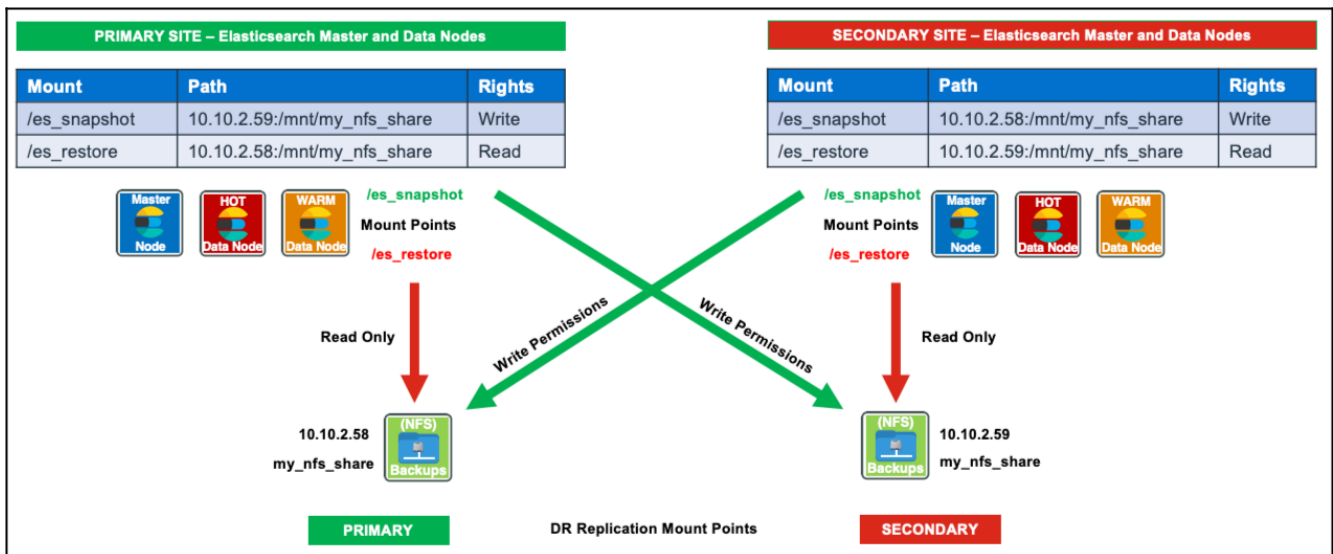 PRIMARY SITE – Elasticsearch Master and Data Nodes
Mount Path Rights
/es_snapshot 10.10.2.59:/mnt/my_nfs_share Write
/es_restore 10.10.2.58:/mnt/my_nfs_share Read
SECONDARY SITE – Elasticsearch Master and Data Nodes
Mount Path Rights
/es_snapshot 10.10.2.58:/mnt/my_nfs_share Write
/es_restore 10.10.2.59:/mnt/my_nfs_share Read
Master
Node
HOT
Data Node
WARM
Data Node
/es_snapshot
Mount Points
/es_restore
/es_snapshot
Mount Points
/es_restore
Master
Node
HOT
Data Node
WARM
Data Node
Read Only
Write Permissions
Write Permissions
Read Only
10.10.2.58
my_nfs_share
(NFS)
Backups
(NFS)
Backups
10.10.2.59
my_nfs_share
PRIMARY
DR Replication Mount Points
SECONDARY